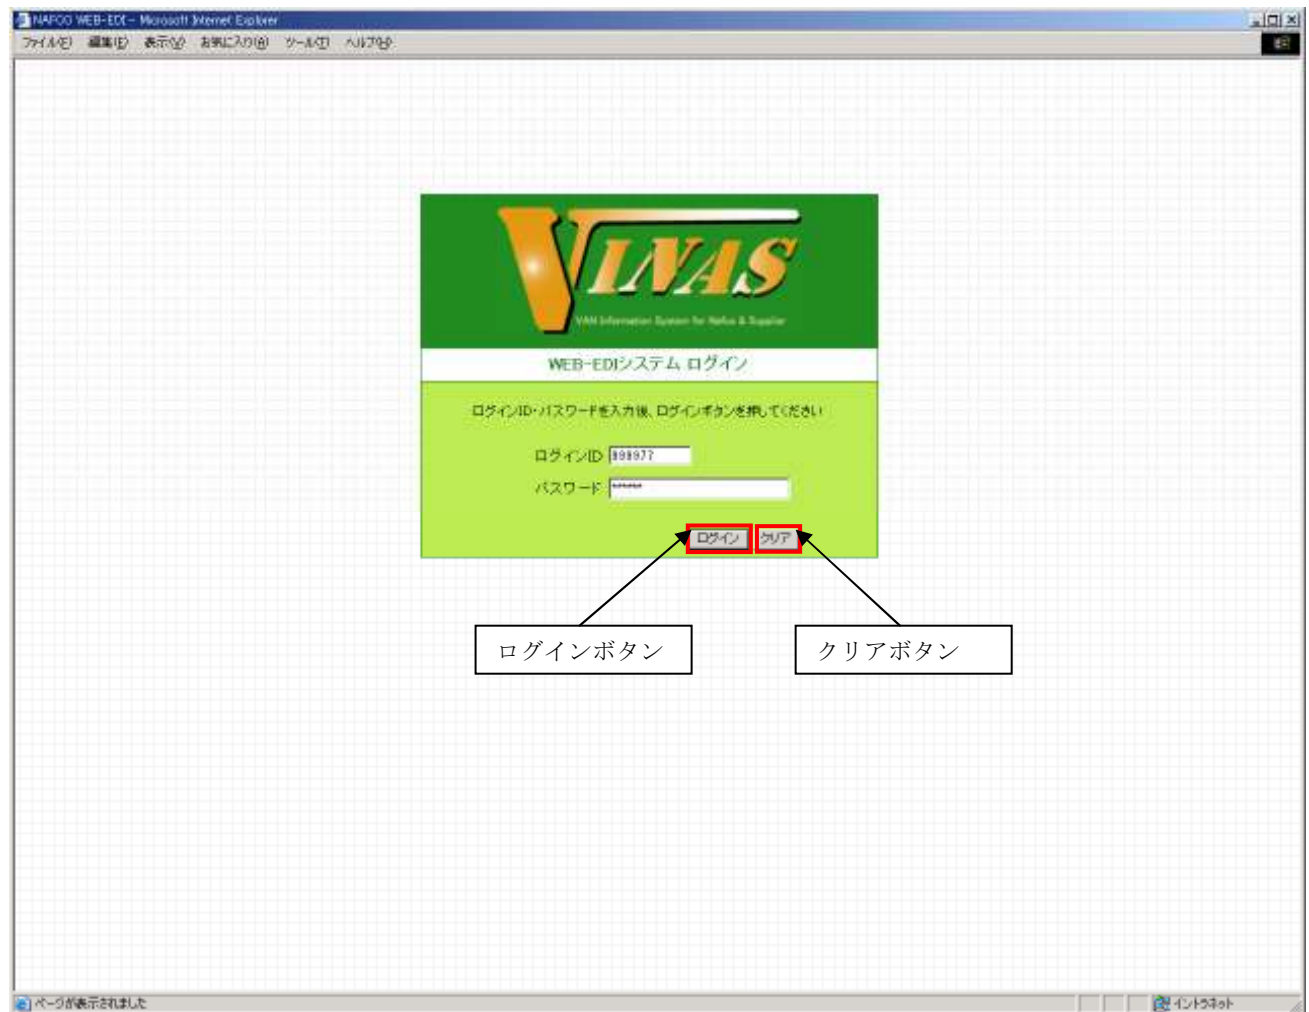 NAFCO WEB-EDI - Microsoft Internet Explorer
ファイル(F) 編集(E) 表示(V) お気に入り(A) ツール(T) ヘルプ(H)
VINAS
VAN Information System for Nafco & Supplier
WEB-EDIシステム ログイン
ログインID・パスワードを入力後、ログインボタンを押してください
ログインID
パスワード ******
ログイン クリア
ログインボタン クリアボタン
ページが表示されました イントラネット